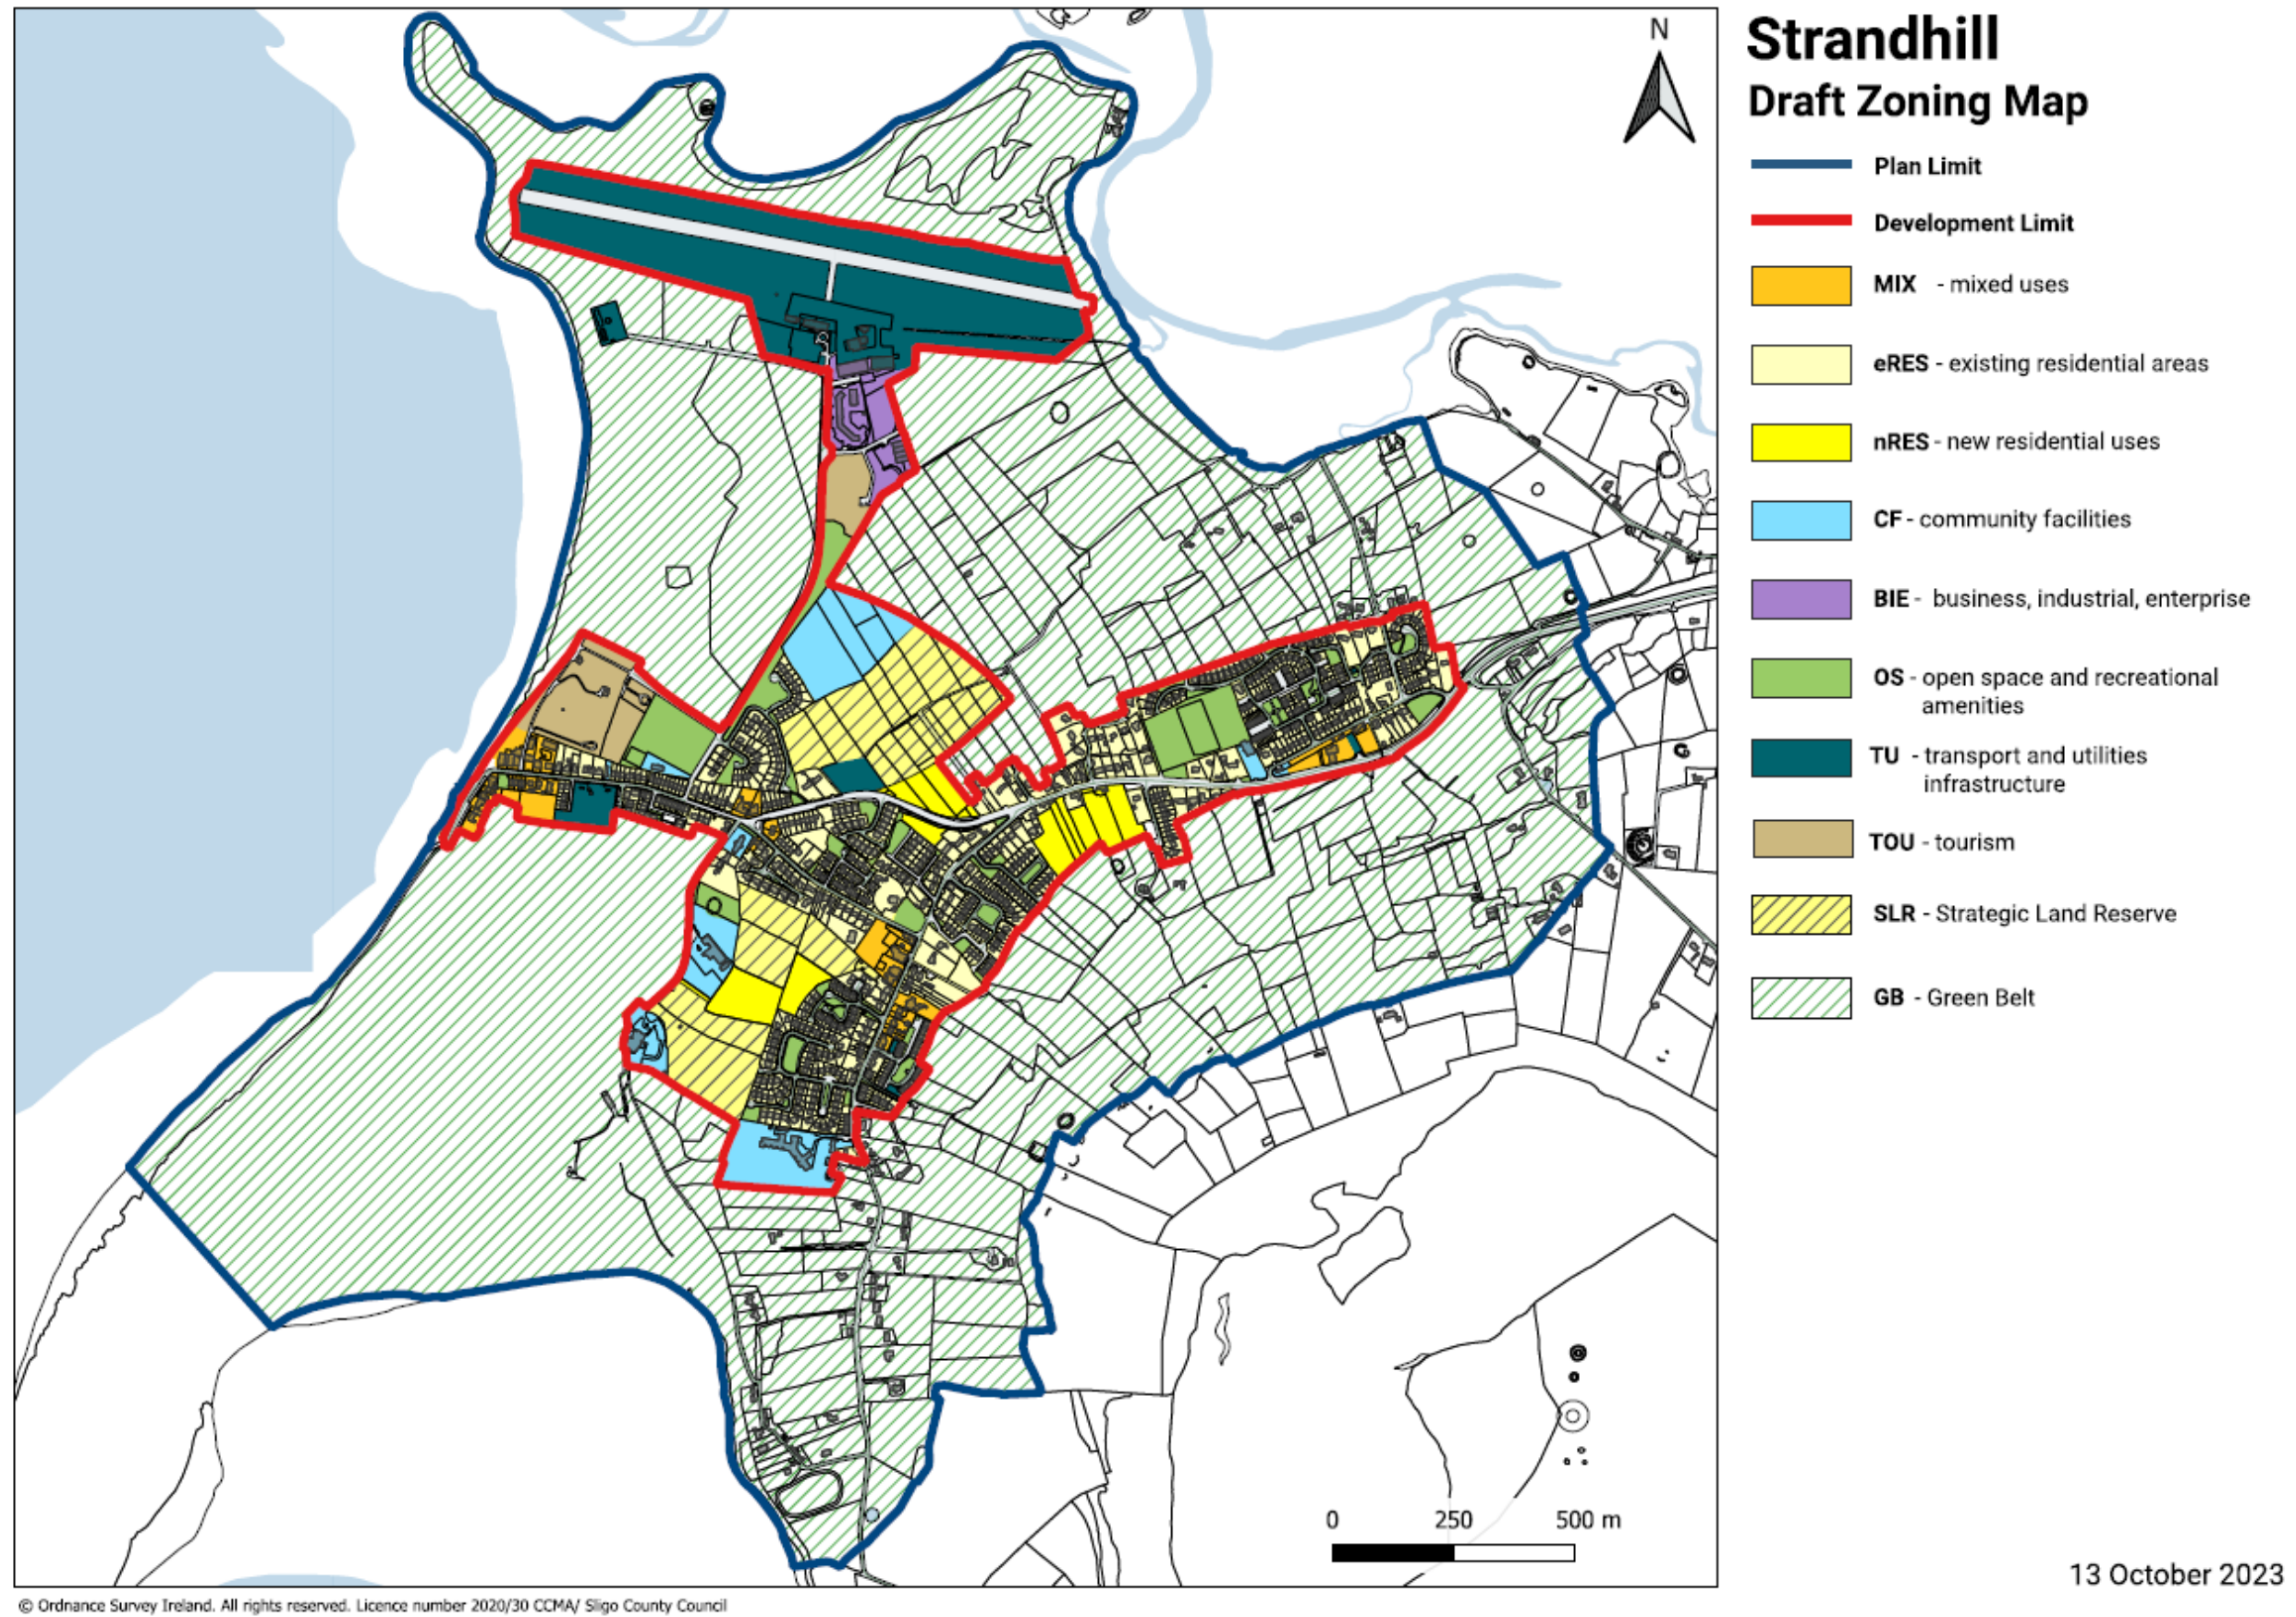 Strandhill
Draft Zoning Map
N
Plan Limit
Development Limit
MIX - mixed uses
eRES - existing residential areas
nRES - new residential uses
CF - community facilities
BIE - business, industrial, enterprise
OS - open space and recreational
amenities
TU - transport and utilities
infrastructure
TOU - tourism
SLR - Strategic Land Reserve
GB - Green Belt
0 250 500 m
13 October 2023
© Ordnance Survey Ireland. All rights reserved. Licence number 2020/30 CCMA/ Sligo County Council